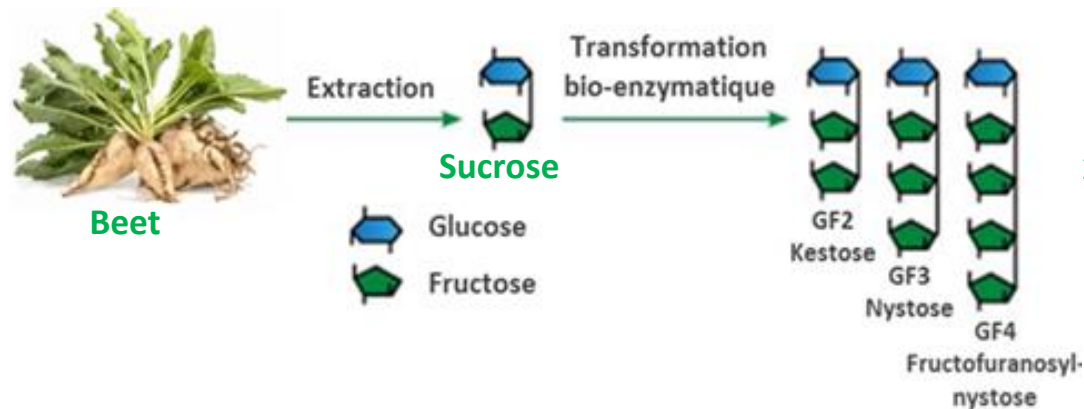 Beet
Extraction
Sucrose
Glucose
Fructose
Transformation
bio-enzymatique
GF2
Kestose
GF3
Nystose
GF4
Fructofuranosyl-
nystose